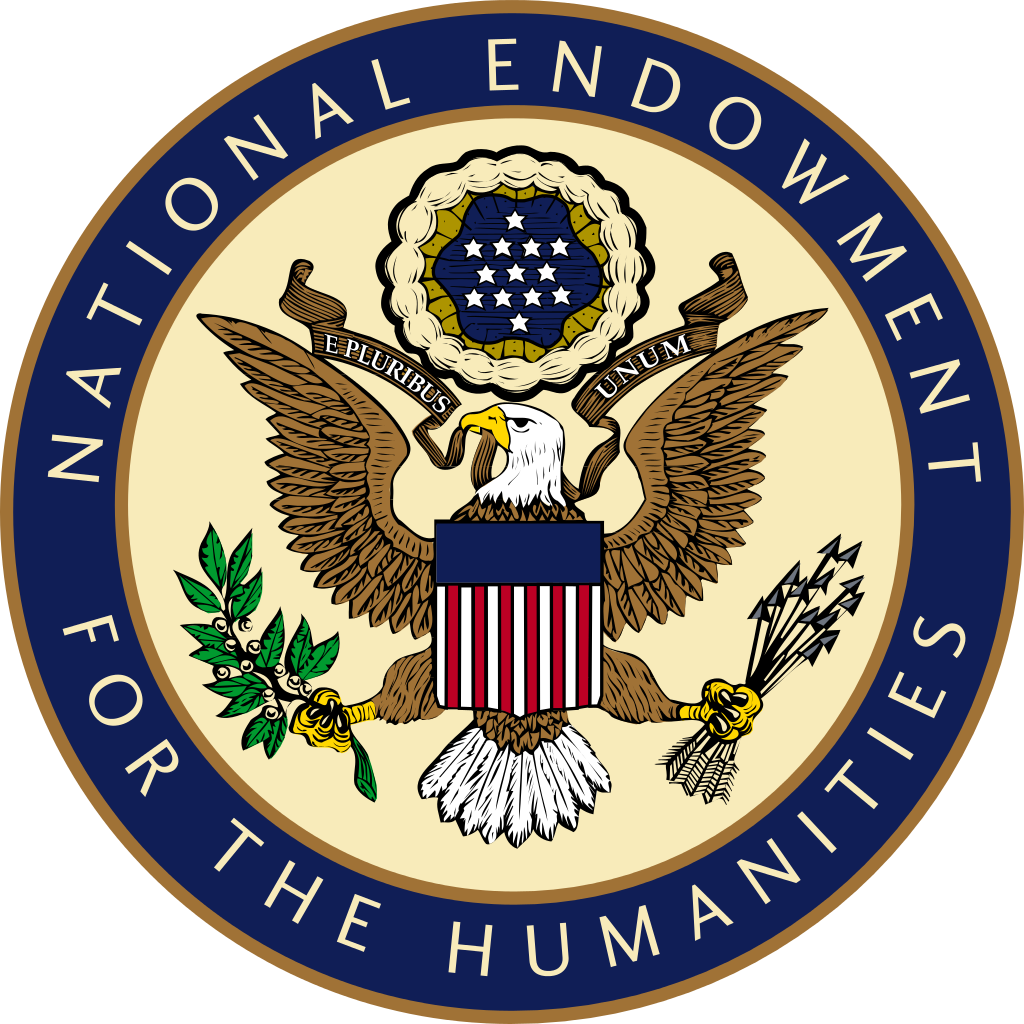 NATIONAL ENDOWMENT
FOR THE HUMANITIES
E PLURIBUS
UNUM